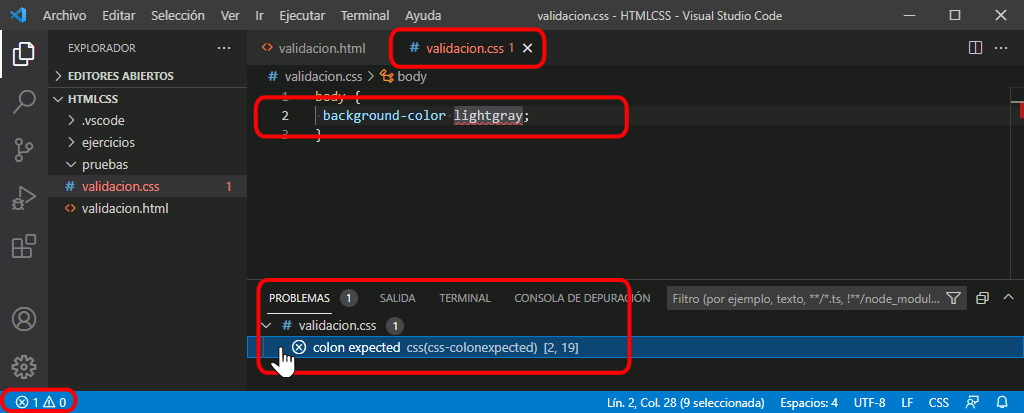 Archivo Editar Selección Ver Ir Ejecutar Terminal Ayuda validacion.css - HTMLCSS - Visual Studio Code
EXPLORADOR
EDITORES ABIERTOS
HTMLCSS
.vscode
ejercicios
pruebas
# validacion.css 1
<> validacion.html
<> validacion.html # validacion.css 1
# validacion.css > body
1 body {
2 background-color lightgray;
3 }
PROBLEMAS 1 SALIDA TERMINAL CONSOLA DE DEPURACIÓN Filtro (por ejemplo, texto, **/*.ts, !**/node_modul...
# validacion.css 1
colon expected css(css-colonexpected) [2, 19]
1 0 Lín. 2, Col. 28 (9 seleccionada) Espacios: 4 UTF-8 LF CSS